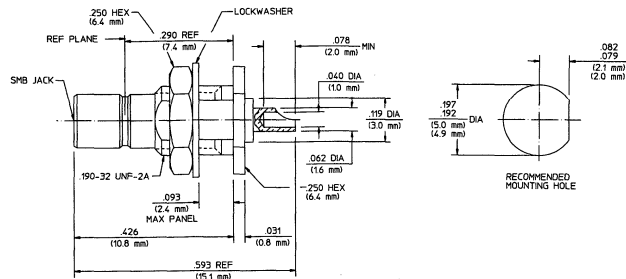 .250 HEX
(6.4 mm)
LOCKWASHER
REF PLANE
.290 REF
(7.4 mm)
.078
(2.0 mm)
MIN
SMB JACK
.040 DIA
(1.0 mm)
.119 DIA
(3.0 mm)
.062 DIA
(1.6 mm)
.190-32 UNF-2A
.093
(2.4 mm)
MAX PANEL
.250 HEX
(6.4 mm)
.426
(10.8 mm)
.031
(0.8 mm)
.593 REF
(15.1 mm)
.082
.079
(2.1 mm)
(2.0 mm)
.197
.192
DIA
(5.0 mm)
(4.9 mm)
RECOMMENDED
MOUNTING HOLE